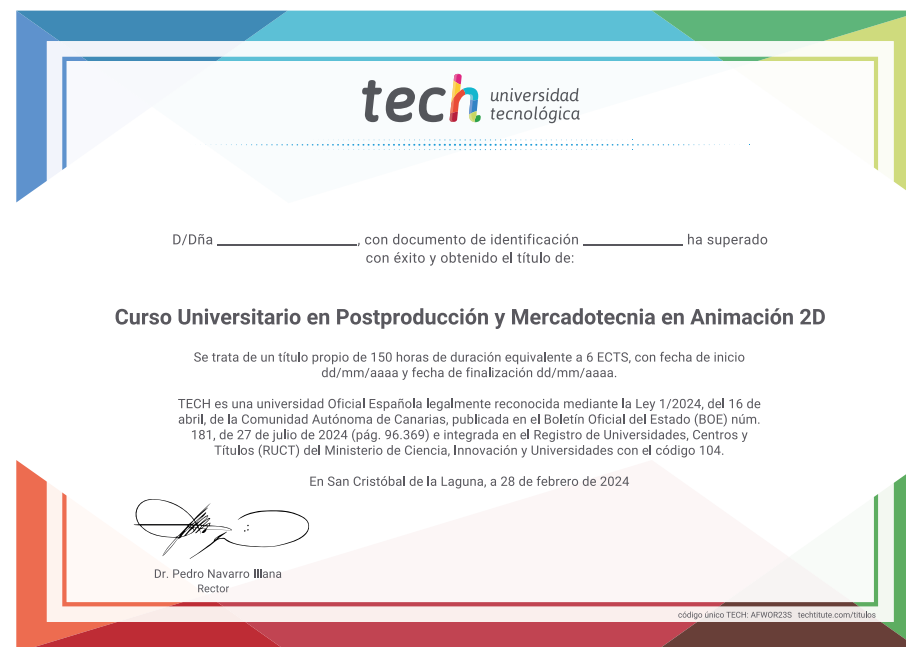 tech universidad
tecnológica
D/Dña ______________, con documento de identificación __________ ha superado
con éxito y obtenido el título de:
Curso Universitario en Postproducción y Mercadotecnia en Animación 2D
Se trata de un título propio de 150 horas de duración equivalente a 6 ECTS, con fecha de inicio
dd/mm/aaaa y fecha de finalización dd/mm/aaaa.
TECH es una universidad Oficial Española legalmente reconocida mediante la Ley 1/2024, del 16 de
abril, de la Comunidad Autónoma de Canarias, publicada en el Boletín Oficial del Estado (BOE) núm.
181, de 27 de julio de 2024 (pág. 96.369) e integrada en el Registro de Universidades, Centros y
Títulos (RUCT) del Ministerio de Ciencia, Innovación y Universidades con el código 104.
En San Cristóbal de la Laguna, a 28 de febrero de 2024
Dr. Pedro Navarro Illana
Rector
código único TECH: AFWOR23S techtitute.com/titulos